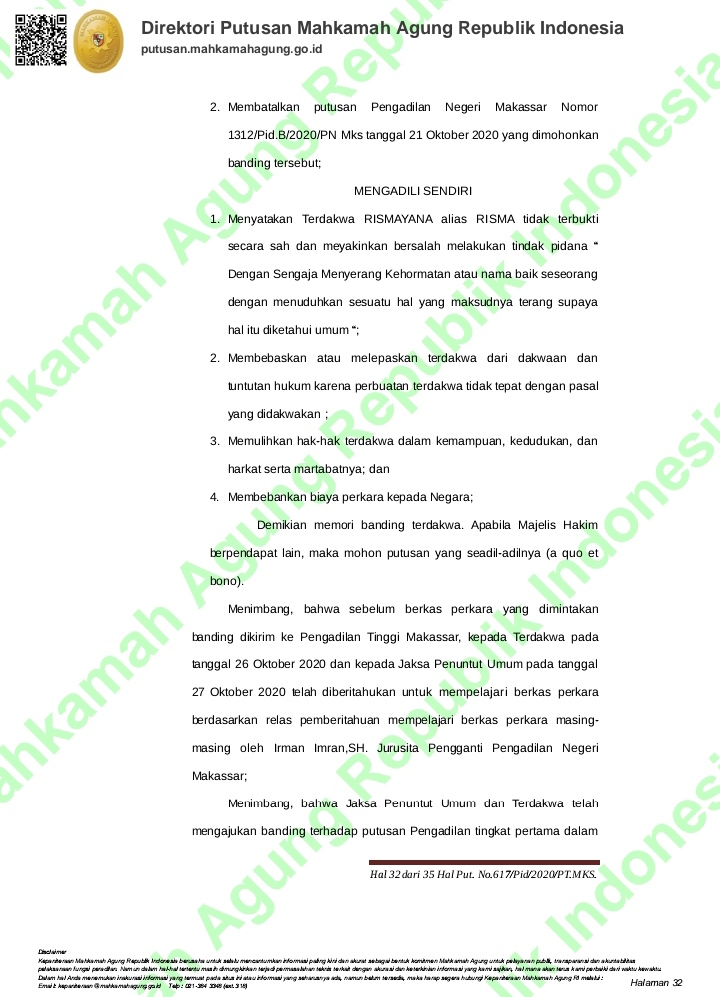 Direktori Putusan Mahkamah Agung Republik Indonesia
putusan.mahkamahagung.go.id
2. Membatalkan putusan Pengadilan Negeri Makassar Nomor
1312/Pid.B/2020/PN Mks tanggal 21 Oktober 2020 yang dimohonkan
banding tersebut;
MENGADILI SENDIRI
1. Menyatakan Terdakwa RISMAYANA alias RISMA tidak terbukti
secara sah dan meyakinkan bersalah melakukan tindak pidana “
Dengan Sengaja Menyerang Kehormatan atau nama baik seseorang
dengan menuduhkan sesuatu hal yang maksudnya terang supaya
hal itu diketahui umum “;
2. Membebaskan atau melepaskan terdakwa dari dakwaan dan
tuntutan hukum karena perbuatan terdakwa tidak tepat dengan pasal
yang didakwakan ;
3. Memulihkan hak-hak terdakwa dalam kemampuan, kedudukan, dan
harkat serta martabatnya; dan
4. Membebankan biaya perkara kepada Negara;
Demikian memori banding terdakwa. Apabila Majelis Hakim
berpendapat lain, maka mohon putusan yang seadil-adilnya (a quo et
bono).
Menimbang, bahwa sebelum berkas perkara yang dimintakan
banding dikirim ke Pengadilan Tinggi Makassar, kepada Terdakwa pada
tanggal 26 Oktober 2020 dan kepada Jaksa Penuntut Umum pada tanggal
27 Oktober 2020 telah diberitahukan untuk mempelajari berkas perkara
berdasarkan relas pemberitahuan mempelajari berkas perkara masing-
masing oleh Irman Imran,SH. Jurusita Pengganti Pengadilan Negeri
Makassar;
Menimbang, bahwa Jaksa Penuntut Umum dan Terdakwa telah
mengajukan banding terhadap putusan Pengadilan tingkat pertama dalam
Hal 32 dari 35 Hal Put. No.617/Pid/2020/PT.MKS.
Disclaimer
Kepaniteraan Mahkamah Agung Republik Indonesia berusaha untuk selalu mencantumkan informasi paling kini dan akurat sebagai bentuk komitmen Mahkamah Agung untuk pelayanan publik, transparansi dan akuntabilitas
pelaksanaan fungsi peradilan. Namun dalam hal-hal tertentu masih dimungkinkan terjadi permasalahan teknis terkait dengan akurasi dan keterkinian informasi yang kami sajikan, hal mana akan terus kami perbaiki dari waktu kewaktu.
Dalam hal Anda menemukan inakurasi informasi yang termuat pada situs ini atau informasi yang seharusnya ada, namun belum tersedia, maka harap segera hubungi Kepaniteraan Mahkamah Agung RI melalui :
Email : kepaniteraan@mahkamahagung.go.id Telp : 021-384 3348 (ext.318)
Halaman 32